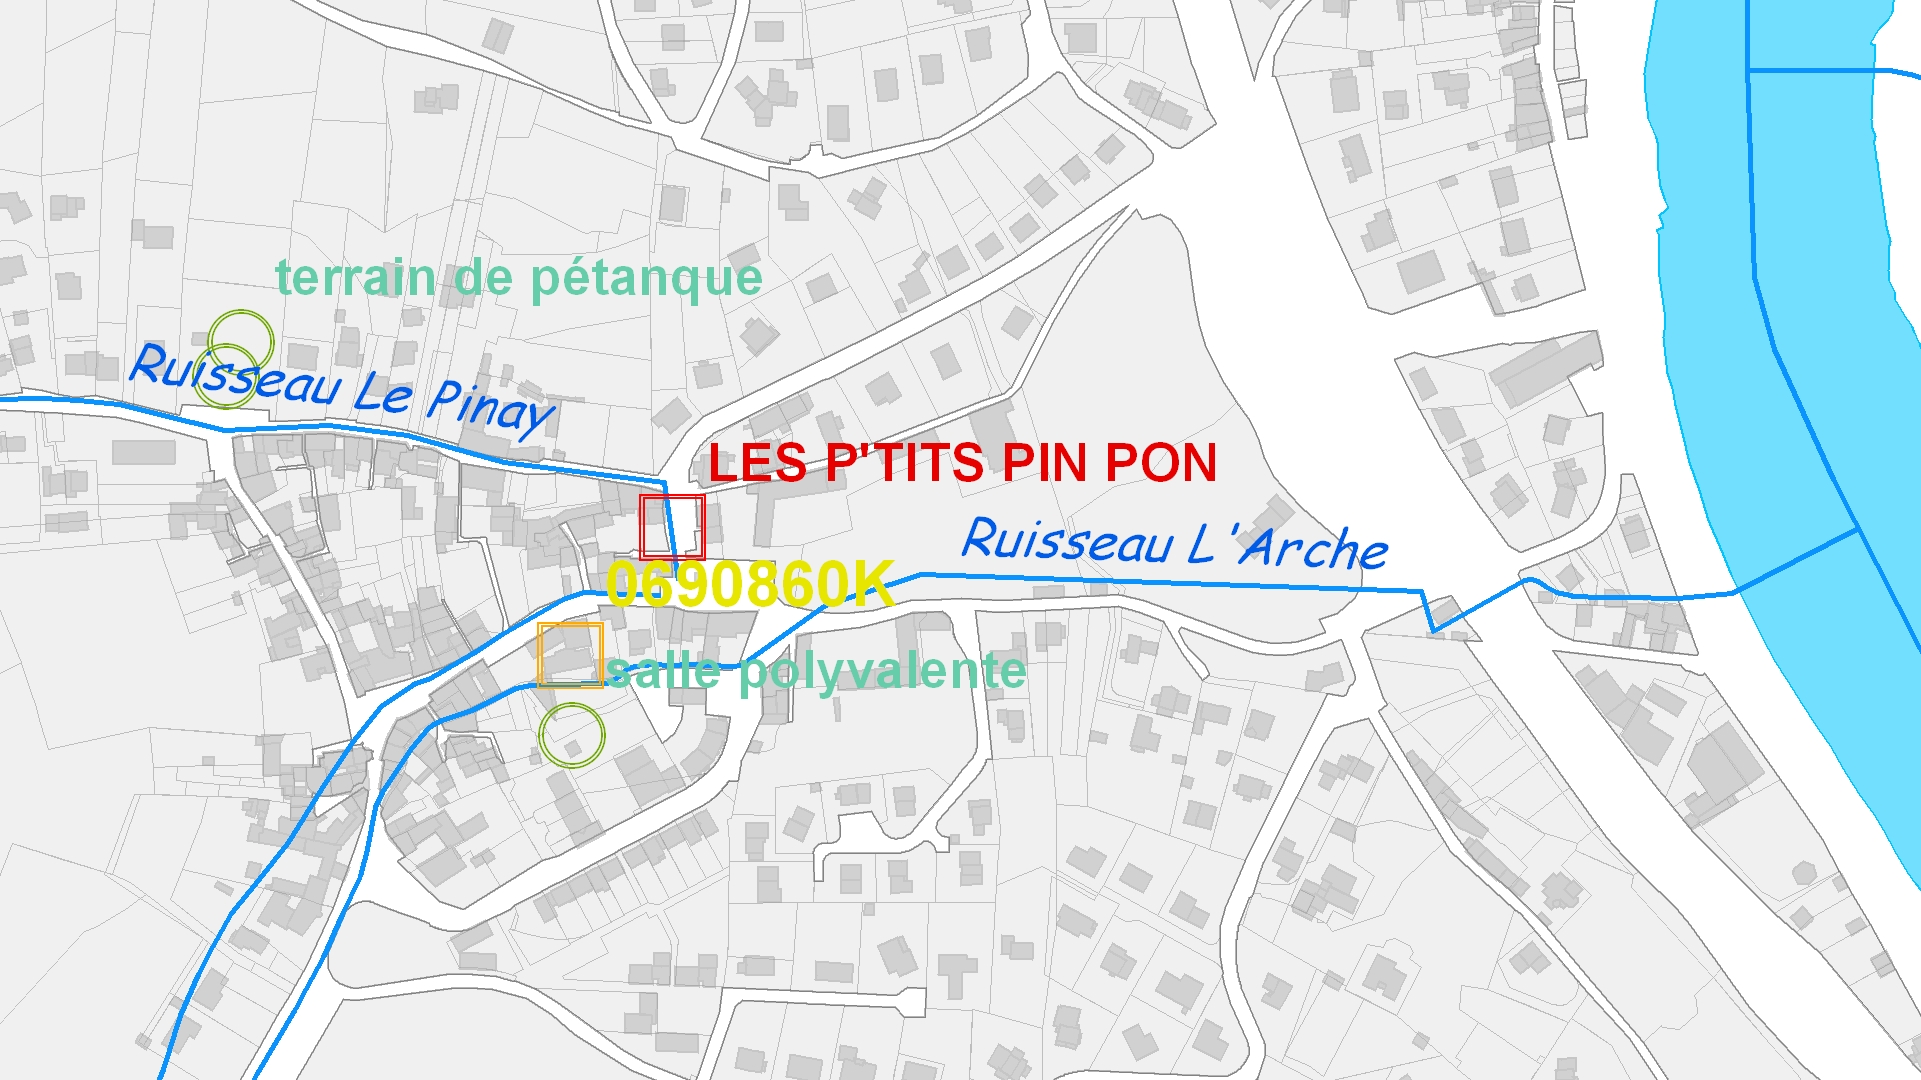 terrain de pétanque
Ruisseau Le Pinay
LES P'TITS PIN PON
Ruisseau L'Arche
0690860K
salle polyvalente